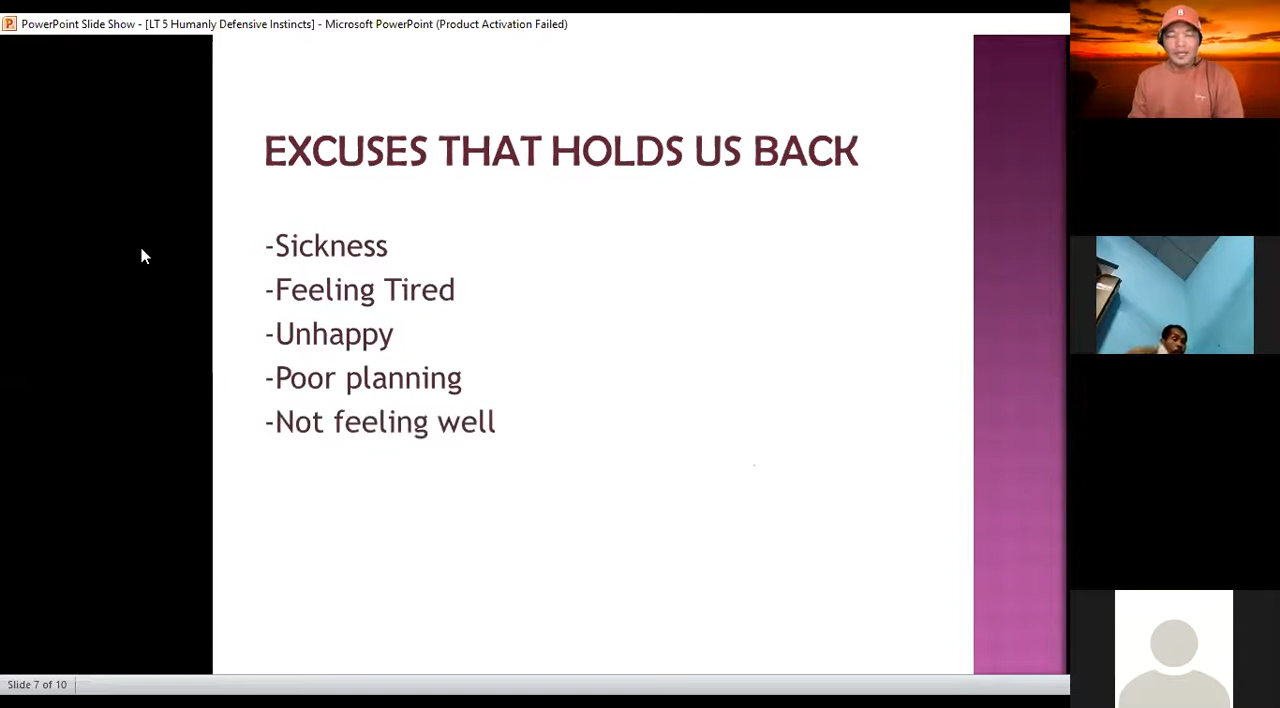 PowerPoint Slide Show - [LT 5 Humanly Defensive Instincts] - Microsoft PowerPoint (Product Activation Failed)
EXCUSES THAT HOLDS US BACK
-Sickness
-Feeling Tired
-Unhappy
-Poor planning
-Not feeling well
Slide 7 of 10
B